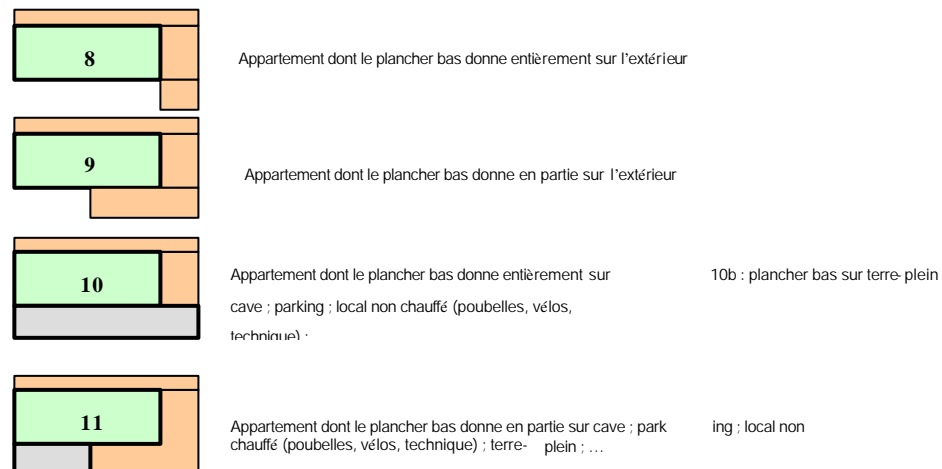 8 Appartement dont le plancher bas donne entièrement sur l'extérieur
9 Appartement dont le plancher bas donne en partie sur l'extérieur
10 Appartement dont le plancher bas donne entièrement sur 10b : plancher bas sur terre-plein
cave ; parking ; local non chauffé (poubelles, vélos,
technique) ;
11 Appartement dont le plancher bas donne en partie sur cave ; park ing ; local non
chauffé (poubelles, vélos, technique) ; terre- plein ; ...